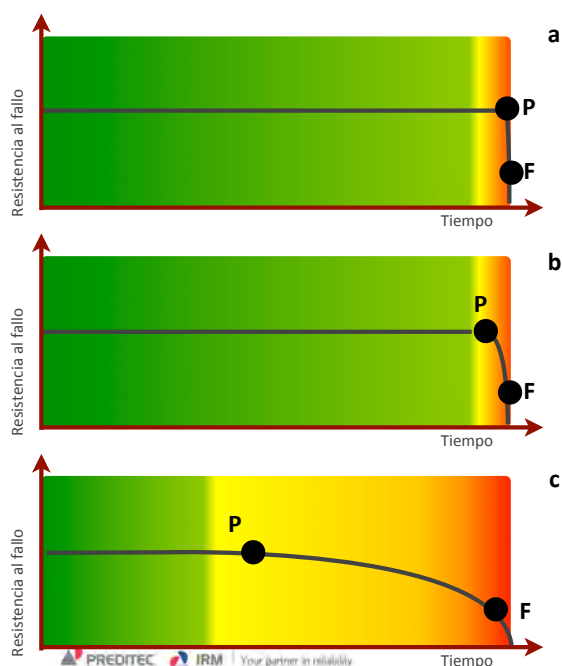 a
Resistencia al fallo
P
F
Tiempo
b
Resistencia al fallo
P
F
Tiempo
c
Resistencia al fallo
P
F
Tiempo
PREDITEC IRM Your partner in reliability